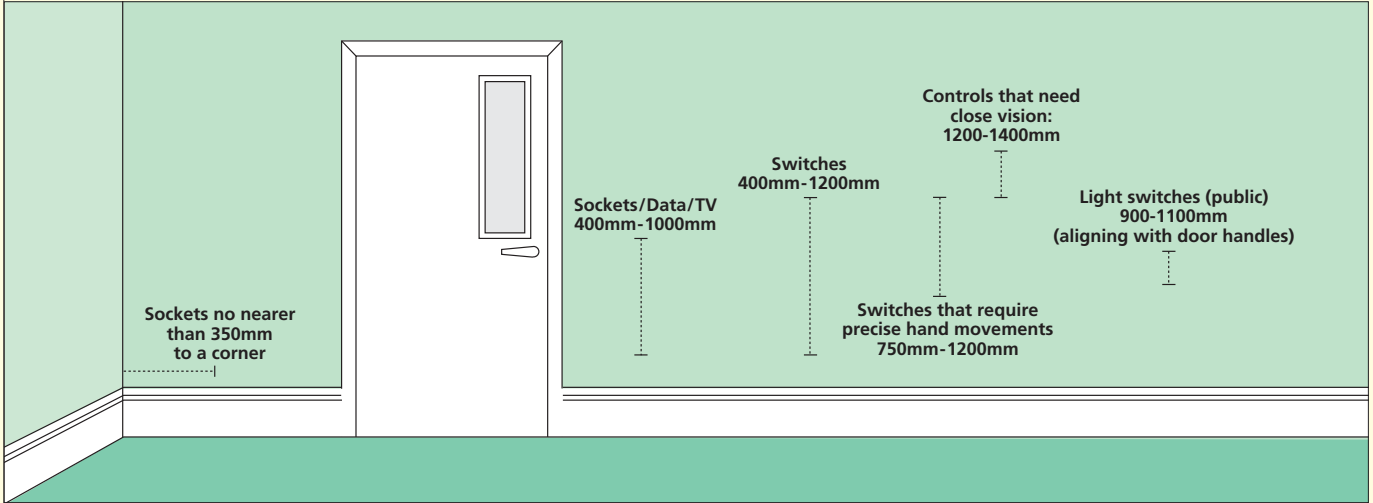 Sockets no nearer
than 350mm
to a corner
Sockets/Data/TV
400mm-1000mm
Switches
400mm-1200mm
Controls that need
close vision:
1200-1400mm
Switches that require
precise hand movements
750mm-1200mm
Light switches (public)
900-1100mm
(aligning with door handles)